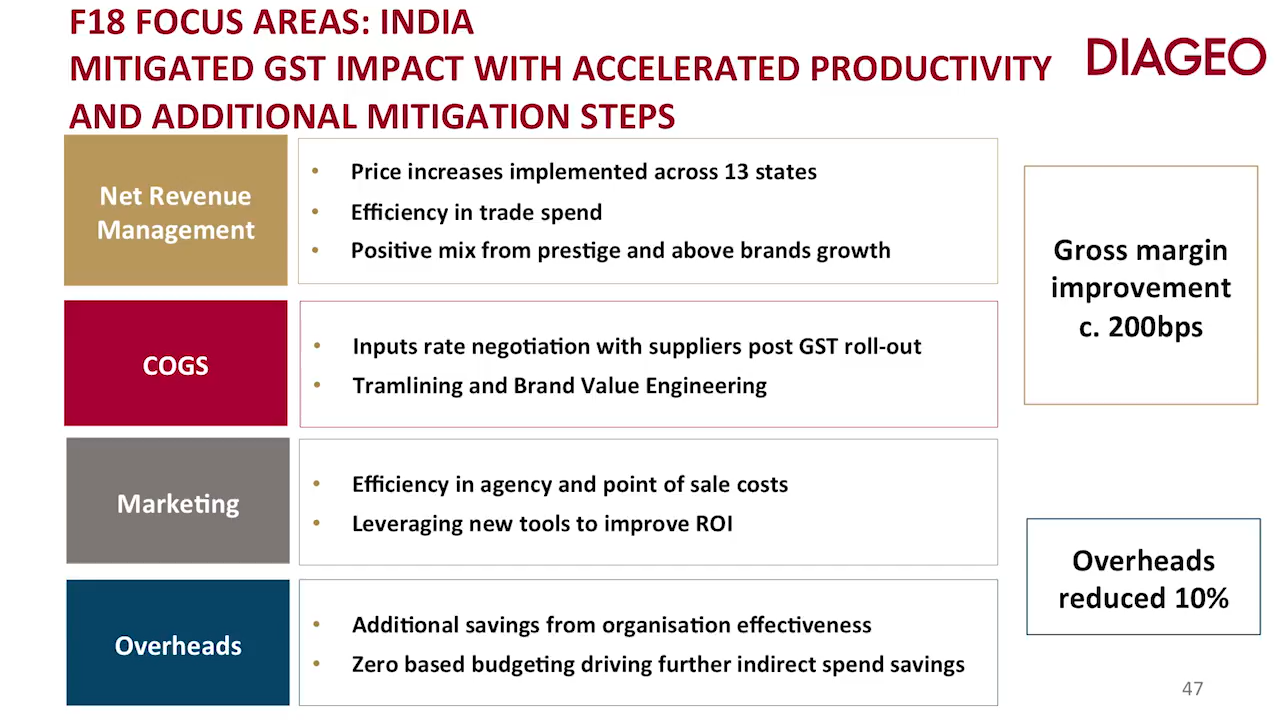 F18 FOCUS AREAS: INDIA
MITIGATED GST IMPACT WITH ACCELERATED PRODUCTIVITY
AND ADDITIONAL MITIGATION STEPS
DIAGEO
Net Revenue
Management
• Price increases implemented across 13 states
• Efficiency in trade spend
• Positive mix from prestige and above brands growth
Gross margin
improvement
c. 200bps
COGS
• Inputs rate negotiation with suppliers post GST roll-out
• Tramlining and Brand Value Engineering
Marketing
• Efficiency in agency and point of sale costs
• Leveraging new tools to improve ROI
Overheads
• Additional savings from organisation effectiveness
• Zero based budgeting driving further indirect spend savings
Overheads
reduced 10%
47